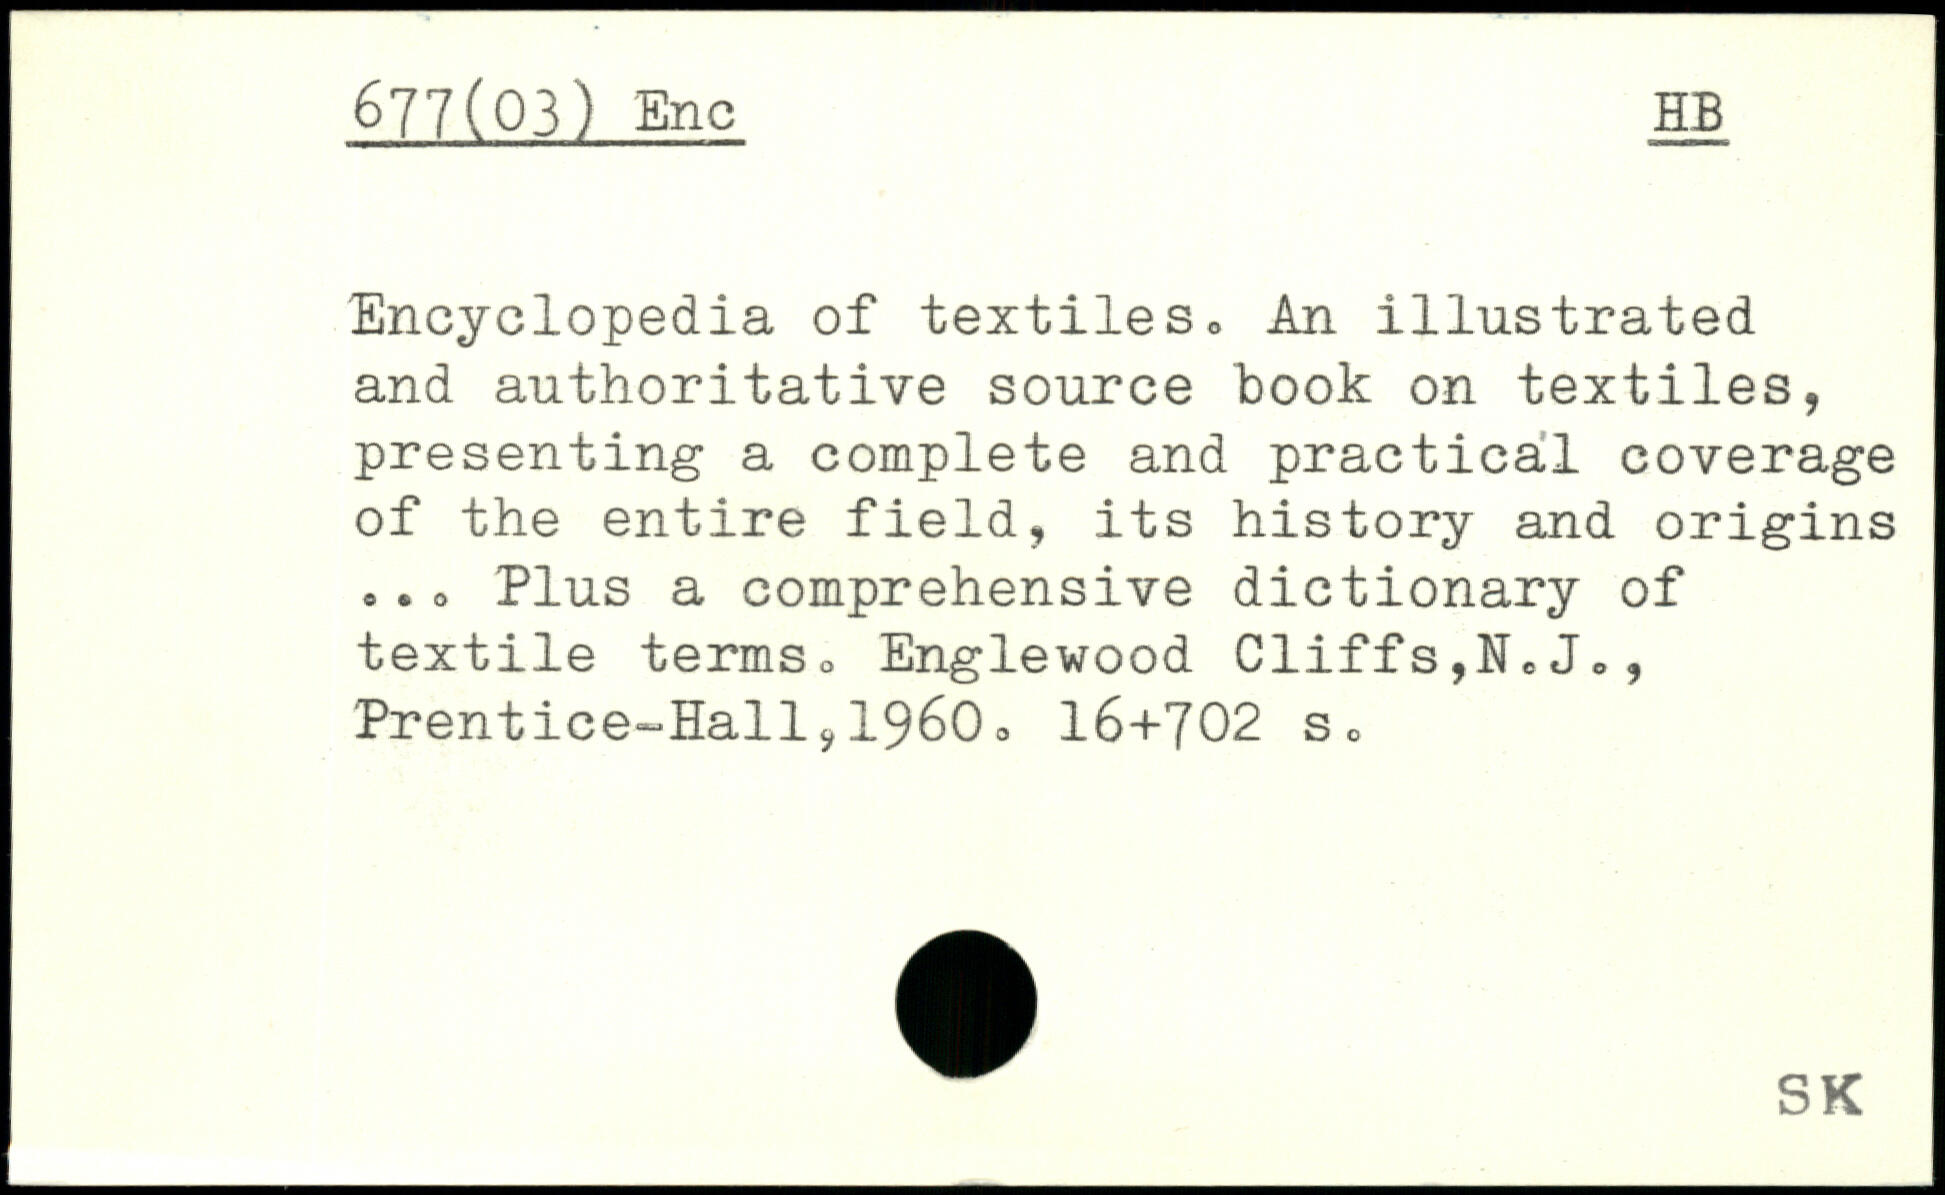 677(03) Enc HB
Encyclopedia of textiles. An illustrated
and authoritative source book on textiles,
presenting a complete and practical coverage
of the entire field, its history and origins
... Plus a comprehensive dictionary of
textile terms. Englewood Cliffs,N.J.,
Prentice-Hall,1960. 16+702 s.
SK